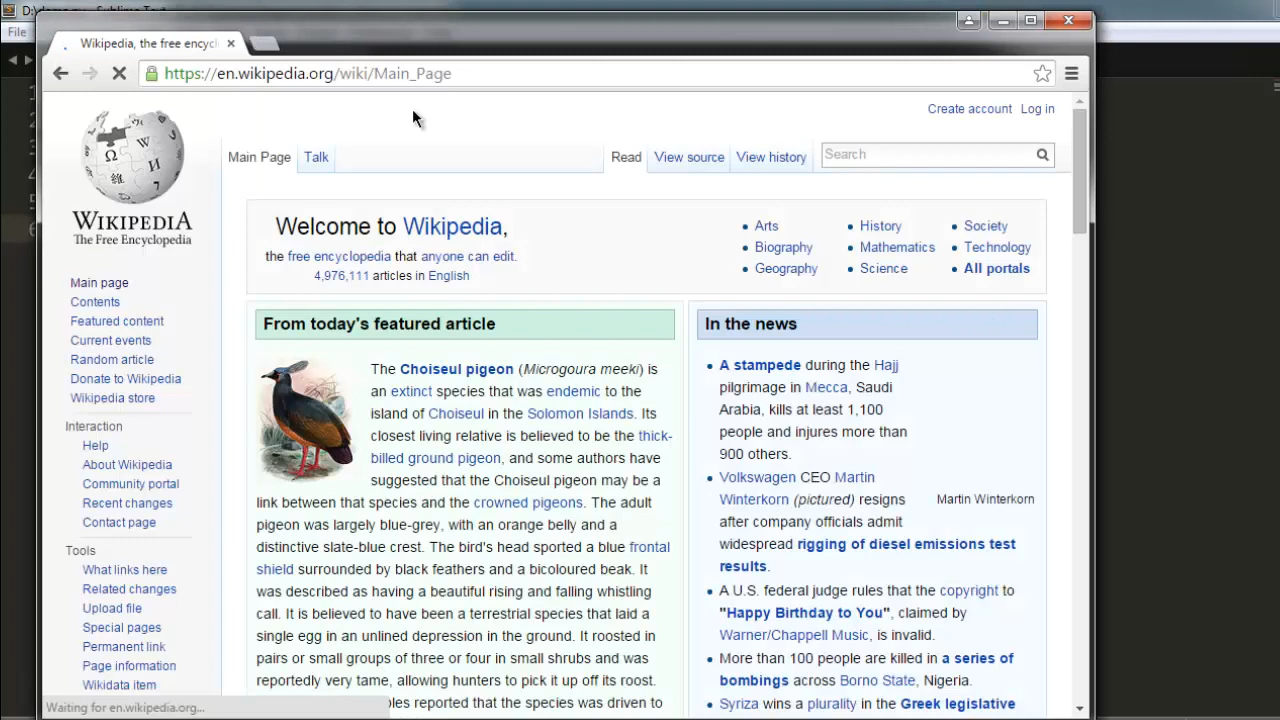 File
Wikipedia, the free encycl
https://en.wikipedia.org/wiki/Main_Page
Create account Log in
WIKIPEDIA
The Free Encyclopedia
Main Page Talk Read View source View history Search
Welcome to Wikipedia,
the free encyclopedia that anyone can edit.
4,976,111 articles in English
Arts History Society
Biography Mathematics Technology
Geography Science All portals
Main page
Contents
Featured content
Current events
Random article
Donate to Wikipedia
Wikipedia store
Interaction
Help
About Wikipedia
Community portal
Recent changes
Contact page
Tools
What links here
Related changes
Upload file
Special pages
Permanent link
Page information
Wikidata item
From today's featured article
The Choiseul pigeon (Microgoura meeki) is
an extinct species that was endemic to the
island of Choiseul in the Solomon Islands. Its
closest living relative is believed to be the thick-
billed ground pigeon, and some authors have
suggested that the Choiseul pigeon may be a
link between that species and the crowned pigeons. The adult
pigeon was largely blue-grey, with an orange belly and a
distinctive slate-blue crest. The bird's head sported a blue frontal
shield surrounded by black feathers and a bicoloured beak. It
was described as having a beautiful rising and falling whistling
call. It is believed to have been a terrestrial species that laid a
single egg in an unlined depression in the ground. It roosted in
pairs or small groups of three or four in small shrubs and was
reportedly very tame, allowing hunters to pick it up off its roost.
reported that the species was driven to
In the news
A stampede during the Hajj
pilgrimage in Mecca, Saudi
Arabia, kills at least 1,100
people and injures more than
900 others.
Volkswagen CEO Martin
Winterkorn (pictured) resigns
after company officials admit
widespread rigging of diesel emissions test
results.
Martin Winterkorn
A U.S. federal judge rules that the copyright to
"Happy Birthday to You", claimed by
Warner/Chappell Music, is invalid.
More than 100 people are killed in a series of
bombings across Borno State, Nigeria.
Syriza wins a plurality in the Greek legislative
Waiting for en.wikipedia.org...